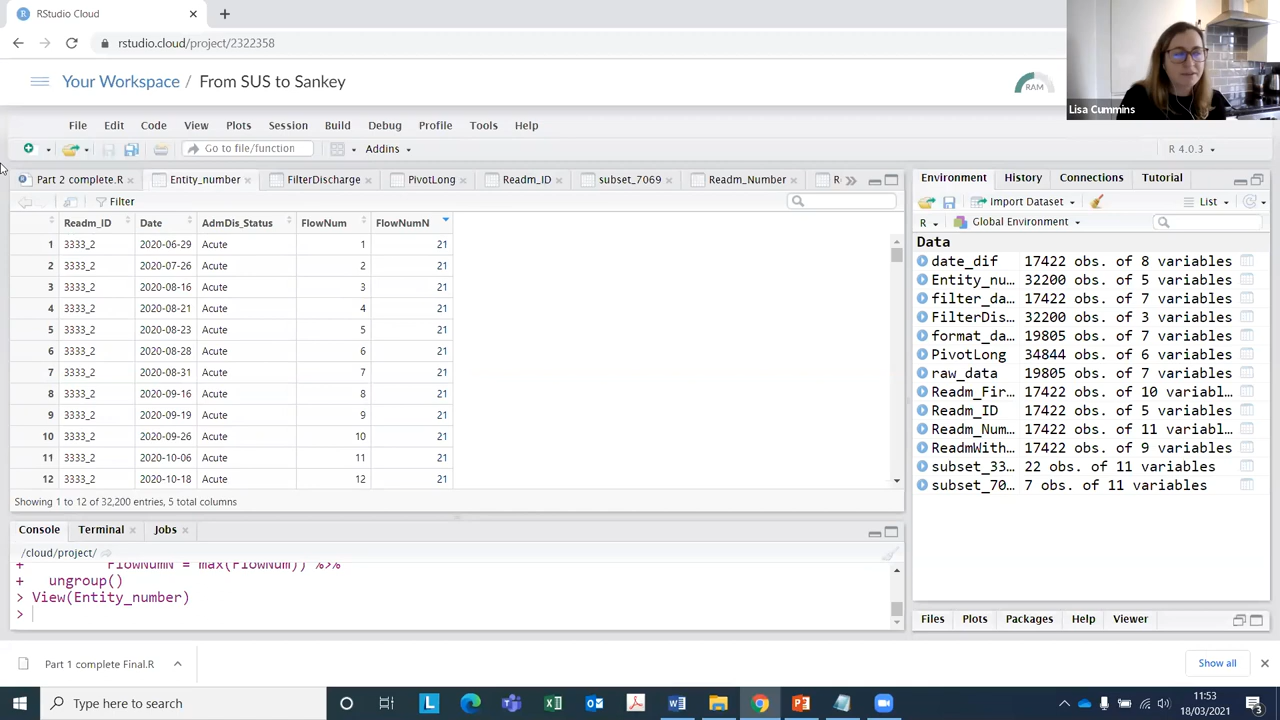 RStudio Cloud
rstudio.cloud/project/2322358
Your Workspace / From SUS to Sankey
RAM
Lisa Cummins
File Edit Code View Plots Session Build Debug Profile Tools Help
Go to file/function Addins R 4.0.3
Part 2 complete.R Entity_number FilterDischarge PivotLong Readm_ID subset_7069 Readm_Number R
Filter
Readm_ID Date AdmDis_Status FlowNum FlowNumN
1 3333_2 2020-06-29 Acute 1 21
2 3333_2 2020-07-26 Acute 2 21
3 3333_2 2020-08-16 Acute 3 21
4 3333_2 2020-08-21 Acute 4 21
5 3333_2 2020-08-23 Acute 5 21
6 3333_2 2020-08-28 Acute 6 21
7 3333_2 2020-08-31 Acute 7 21
8 3333_2 2020-09-16 Acute 8 21
9 3333_2 2020-09-19 Acute 9 21
10 3333_2 2020-09-26 Acute 10 21
11 3333_2 2020-10-06 Acute 11 21
12 3333_2 2020-10-18 Acute 12 21
Showing 1 to 12 of 32,200 entries, 5 total columns
Console Terminal Jobs
/cloud/project/
+ FlowNumN = max(FlowNum)) %>%
+ ungroup()
> View(Entity_number)
>
Environment History Connections Tutorial
Import Dataset List
R Global Environment
Data
date_dif 17422 obs. of 8 variables
Entity_nu... 32200 obs. of 5 variables
filter_da... 17422 obs. of 7 variables
FilterDis... 32200 obs. of 3 variables
format_da... 19805 obs. of 7 variables
PivotLong 34844 obs. of 6 variables
raw_data 19805 obs. of 7 variables
Readm_Fir... 17422 obs. of 10 variabl...
Readm_ID 17422 obs. of 5 variables
Readm_Num... 17422 obs. of 11 variabl...
ReadmWith... 17422 obs. of 9 variables
subset_33... 22 obs. of 11 variables
subset_70... 7 obs. of 11 variables
Files Plots Packages Help Viewer
Part 1 complete Final.R
Show all
Type here to search
11:53
18/03/2021
3